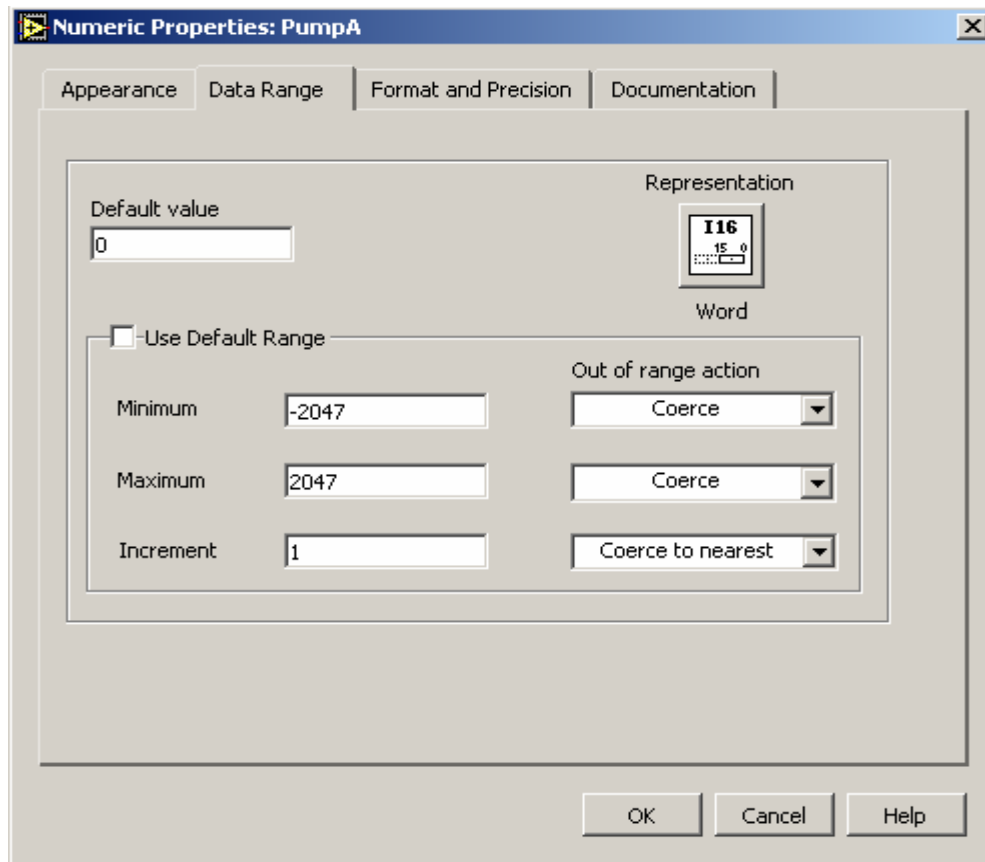 Numeric Properties: PumpA
Appearance
Data Range
Format and Precision
Documentation
Representation
Default value
0
I16
15 0
Word
Use Default Range
Out of range action
Minimum
-2047
Coerce
Maximum
2047
Coerce
Increment
1
Coerce to nearest
OK
Cancel
Help